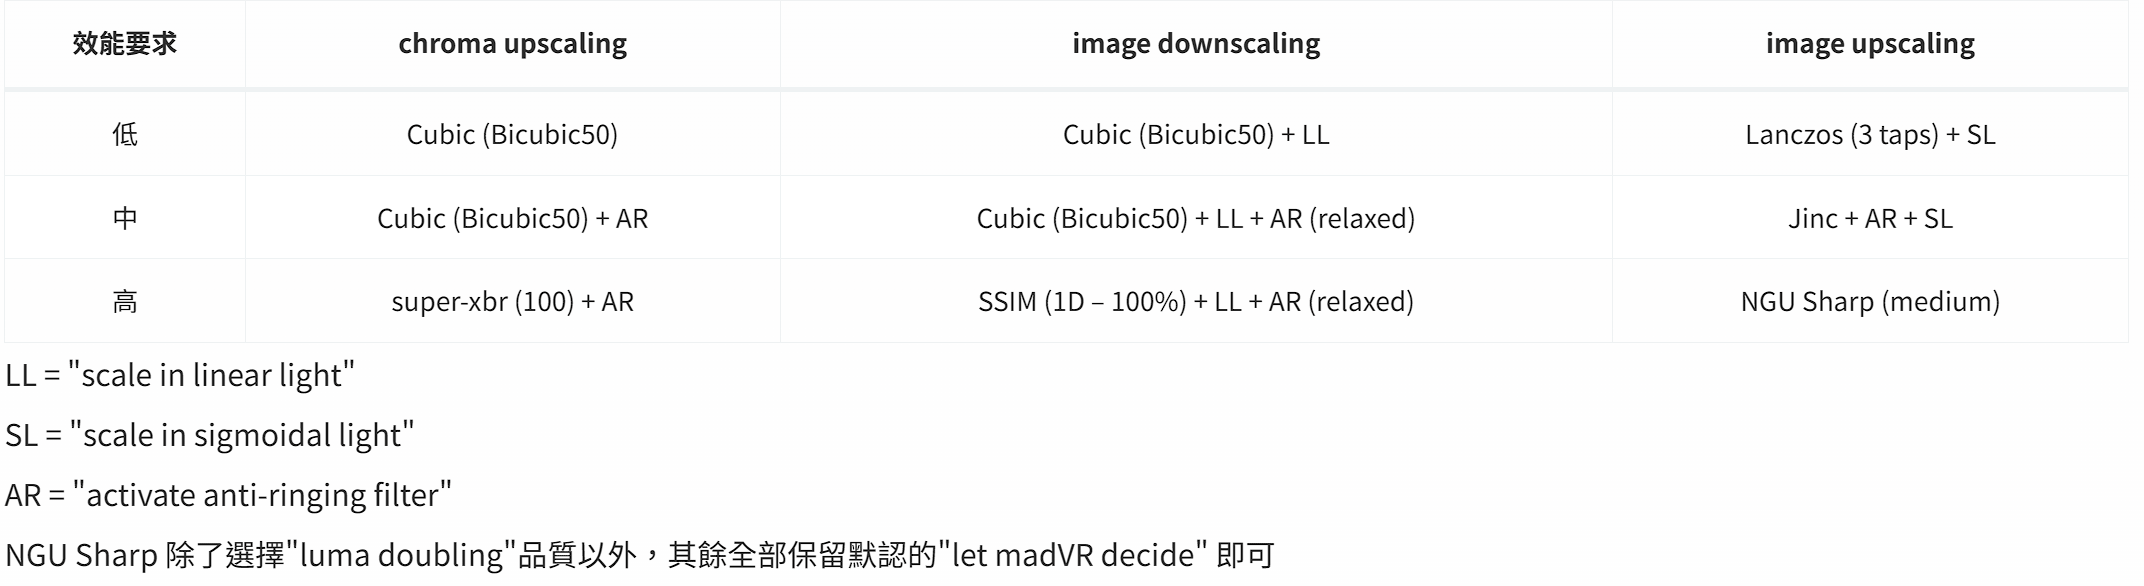 效能要求 chroma upscaling image downscaling image upscaling
低 Cubic (Bicubic50) Cubic (Bicubic50) + LL Lanczos (3 taps) + SL
中 Cubic (Bicubic50) + AR Cubic (Bicubic50) + LL + AR (relaxed) Jinc + AR + SL
高 super-xbr (100) + AR SSIM (1D – 100%) + LL + AR (relaxed) NGU Sharp (medium)
LL = "scale in linear light"
SL = "scale in sigmoidal light"
AR = "activate anti-ringing filter"
NGU Sharp 除了選擇"luma doubling"品質以外，其餘全部保留默認的"let madVR decide" 即可